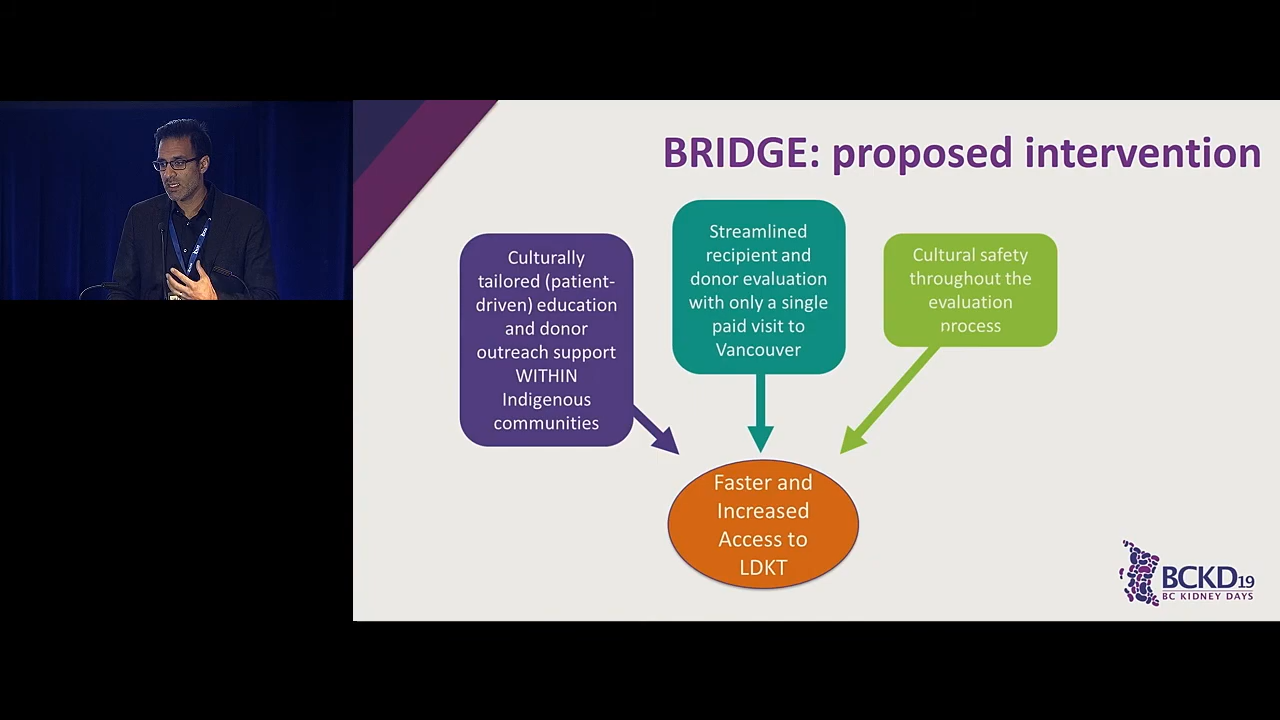 BRIDGE: proposed intervention
Culturally
tailored (patient-
driven) education
and donor
outreach support
WITHIN
Indigenous
communities
Streamlined
recipient and
donor evaluation
with only a single
paid visit to
Vancouver
Cultural safety
throughout the
evaluation
process
Faster and
Increased
Access to
LDKT
BCKD19
BC KIDNEY DAYS